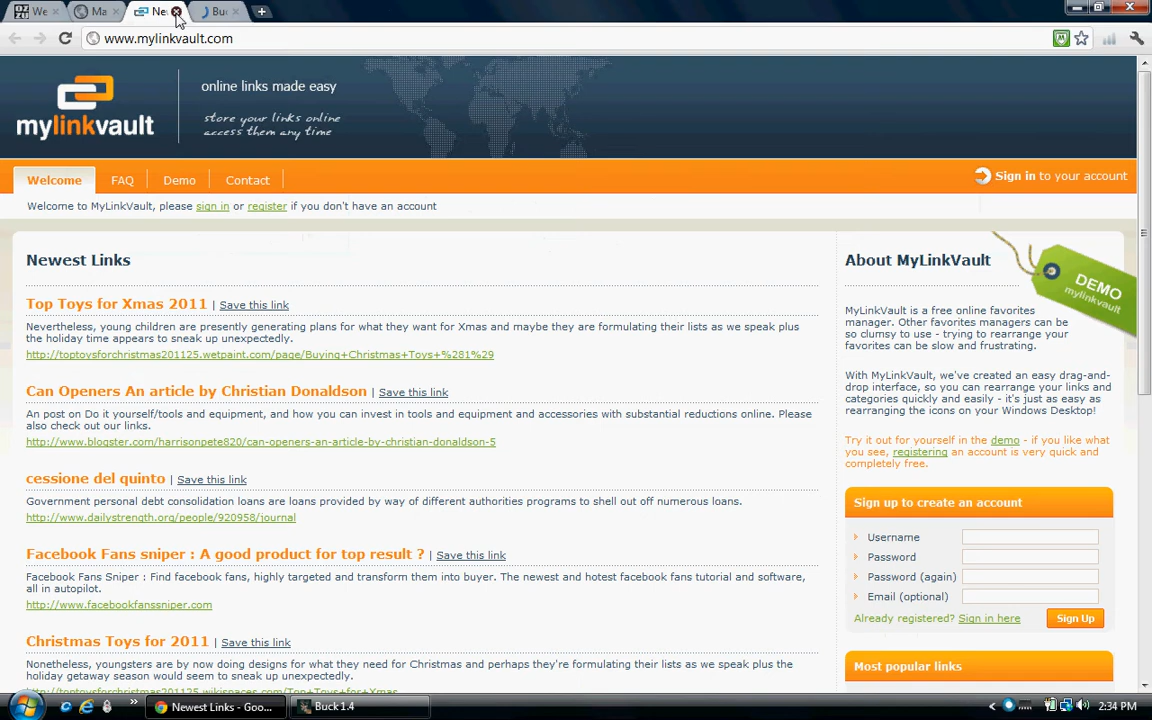 We
Ma
Ne
Buc
www.mylinkvault.com
mylinkvault
online links made easy
store your links online
access them any time
Welcome
FAQ
Demo
Contact
Sign in to your account
Welcome to MyLinkVault, please sign in or register if you don't have an account
Newest Links
Top Toys for Xmas 2011 | Save this link
Nevertheless, young children are presently generating plans for what they want for Xmas and maybe they are formulating their lists as we speak plus
the holiday time appears to sneak up unexpectedly.
http://toptoysforchristmas201125.wetpaint.com/page/Buying+Christmas+Toys+%281%29
Can Openers An article by Christian Donaldson | Save this link
An post on Do it yourself/tools and equipment, and how you can invest in tools and equipment and accessories with substantial reductions online. Please
also check out our links.
http://www.blogster.com/harrisonpete820/can-openers-an-article-by-christian-donaldson-5
cessione del quinto | Save this link
Government personal debt consolidation loans are loans provided by way of different authorities programs to shell out off numerous loans.
http://www.dailystrength.org/people/920958/journal
Facebook Fans sniper : A good product for top result ? | Save this link
Facebook Fans Sniper : Find facebook fans, highly targeted and transform them into buyer. The newest and hotest facebook fans tutorial and software,
all in autopilot.
http://www.facebookfanssniper.com
Christmas Toys for 2011 | Save this link
Nonetheless, youngsters are by now doing designs for what they need for Christmas and perhaps they're formulating their lists as we speak plus the
holiday getaway season would seem to sneak up unexpectedly.
http://toptoysforchristmas201125.wikispaces.com/Top+Toys+for+Xmas
About MyLinkVault
DEMO
mylinkvault
MyLinkVault is a free online favorites
manager. Other favorites managers can be
so clumsy to use - trying to rearrange your
favorites can be slow and frustrating.
With MyLinkVault, we've created an easy drag-and-
drop interface, so you can rearrange your links and
categories quickly and easily - it's just as easy as
rearranging the icons on your Windows Desktop!
Try it out for yourself in the demo - if you like what
you see, registering an account is very quick and
completely free.
Sign up to create an account
Username
Password
Password (again)
Email (optional)
Already registered? Sign in here
Sign Up
Most popular links
Newest Links - Goo...
Buck 1.4
2:34 PM